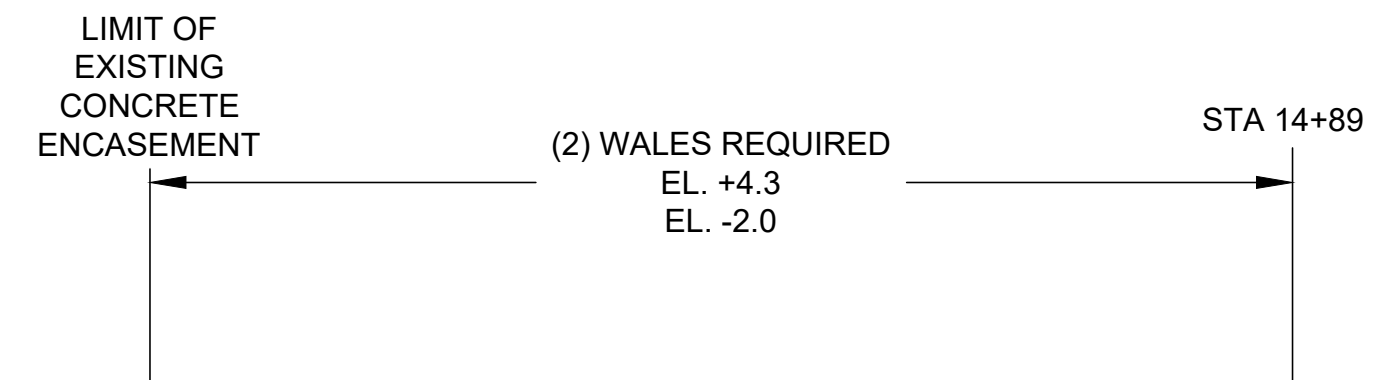 LIMIT OF
EXISTING
CONCRETE
ENCASEMENT
(2) WALES REQUIRED
EL. +4.3
EL. -2.0
STA 14+89